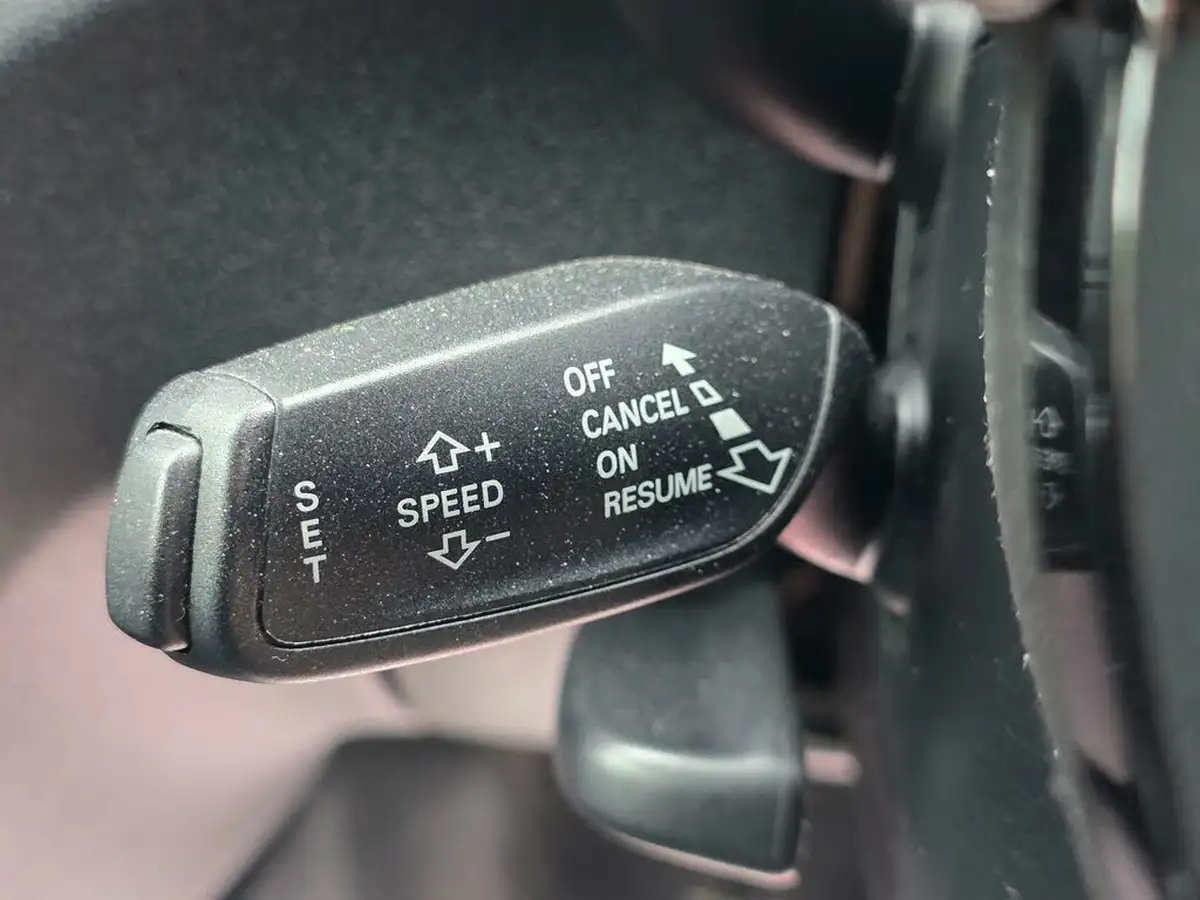 SET
+
SPEED
−
OFF
CANCEL
ON
RESUME